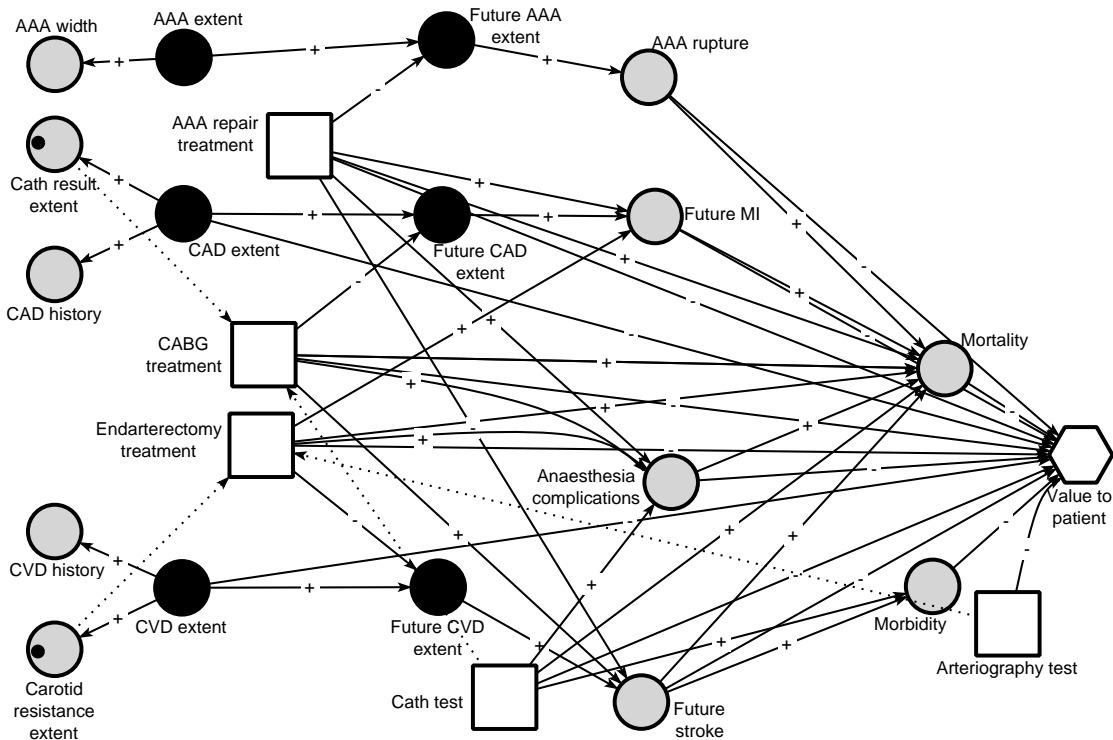 AAA width
AAA extent
Future AAA
extent
AAA rupture
+
+
+
-
AAA repair
treatment
Cath result
extent
+
CAD extent
+
CAD history
+
Future CAD
extent
+
+
Future MI
-
-
+
-
+
-
-
-
+
+
-
-
CABG
treatment
+
-
+
-
Mortality
-
Endarterectomy
treatment
+
-
+
-
+
-
-
Anaesthesia
complications
-
-
Value to
patient
CVD history
+
CVD extent
+
+
Future CVD
extent
+
+
+
-
-
-
Morbidity
-
-
Arteriography test
Carotid
resistance
extent
Cath test
+
+
+
Future
stroke